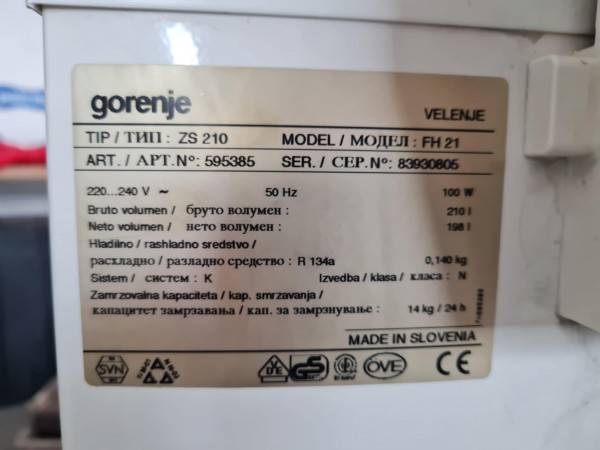 gorenje
VELENJE
TIP / ТИП : ZS 210 MODEL / МОДЕЛ : FH 21
ART. / АРТ.N°: 595385 SER. / СЕР.N°: 83930805
220...240 V ~ 50 Hz 100 W
Bruto volumen / бруто волумен : 210 l
Neto volumen / нето волумен : 198 l
Hladilno / rashladno sredstvo /
расхладно / разладно средство : R 134a 0,140 kg
Sistem / систем : K Izvedba / klasa / класа : N
Zamrzovalna kapaciteta / kap. smrzavanja /
капацитет замрзавања / кап. за замрзнување : 14 kg / 24 h
MADE IN SLOVENIA
SVN GS EMV ÖVE CE